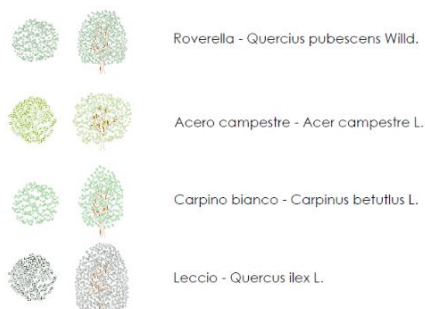 Roverella - Quercius pubescens Willd.
Acero campestre - Acer campestre L.
Carpino bianco - Carpinus betutlus L.
Leccio - Quercus ilex L.